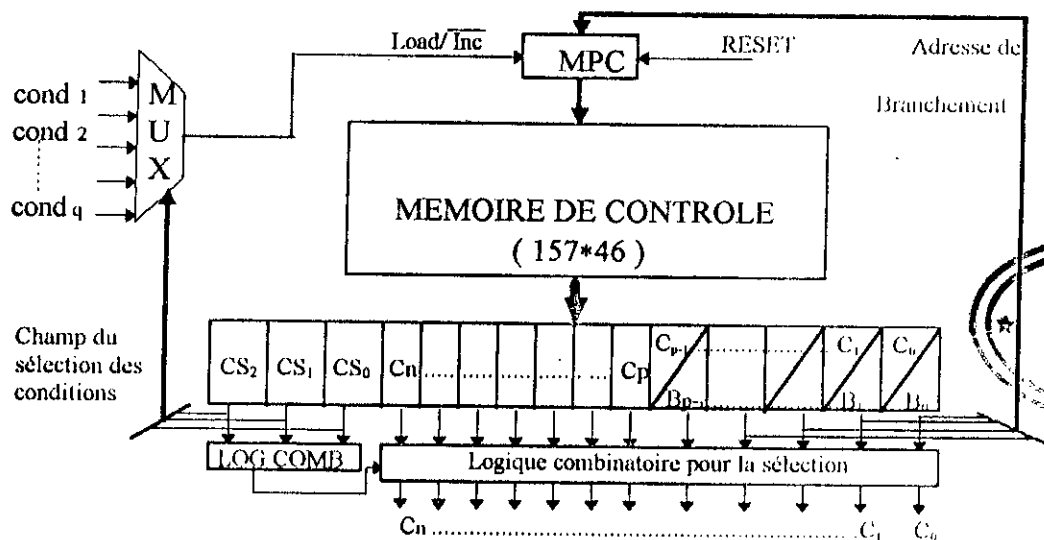 Load/Inc
RESET
Adresse de
Branchement
MPC
cond 1
cond 2
cond q
M
U
X
MEMOIRE DE CONTROLE
( 157*46 )
Champ du
sélection des
conditions
CS2 CS1 CS0 Cn Cp Cp-1 C1 C0
B1 B0
LOG COMB
Logique combinatoire pour la sélection
Cn C1 C0